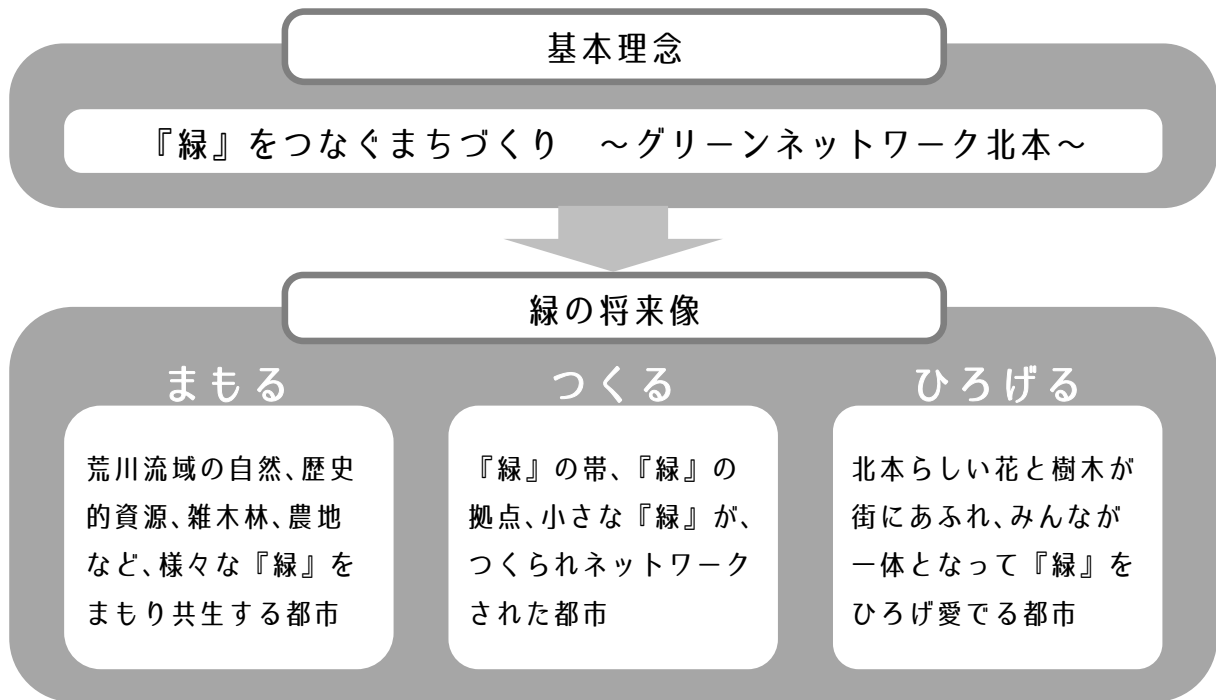 基本理念
『緑』をつなぐまちづくり　～グリーンネットワーク北本～
緑の将来像
まもる
荒川流域の自然、歴史
的資源、雑木林、農地
など、様々な『緑』を
まもり共生する都市
つくる
『緑』の帯、『緑』の
拠点、小さな『緑』が、
つくられネットワーク
された都市
ひろげる
北本らしい花と樹木が
街にあふれ、みんなが
一体となって『緑』を
ひろげ愛でる都市